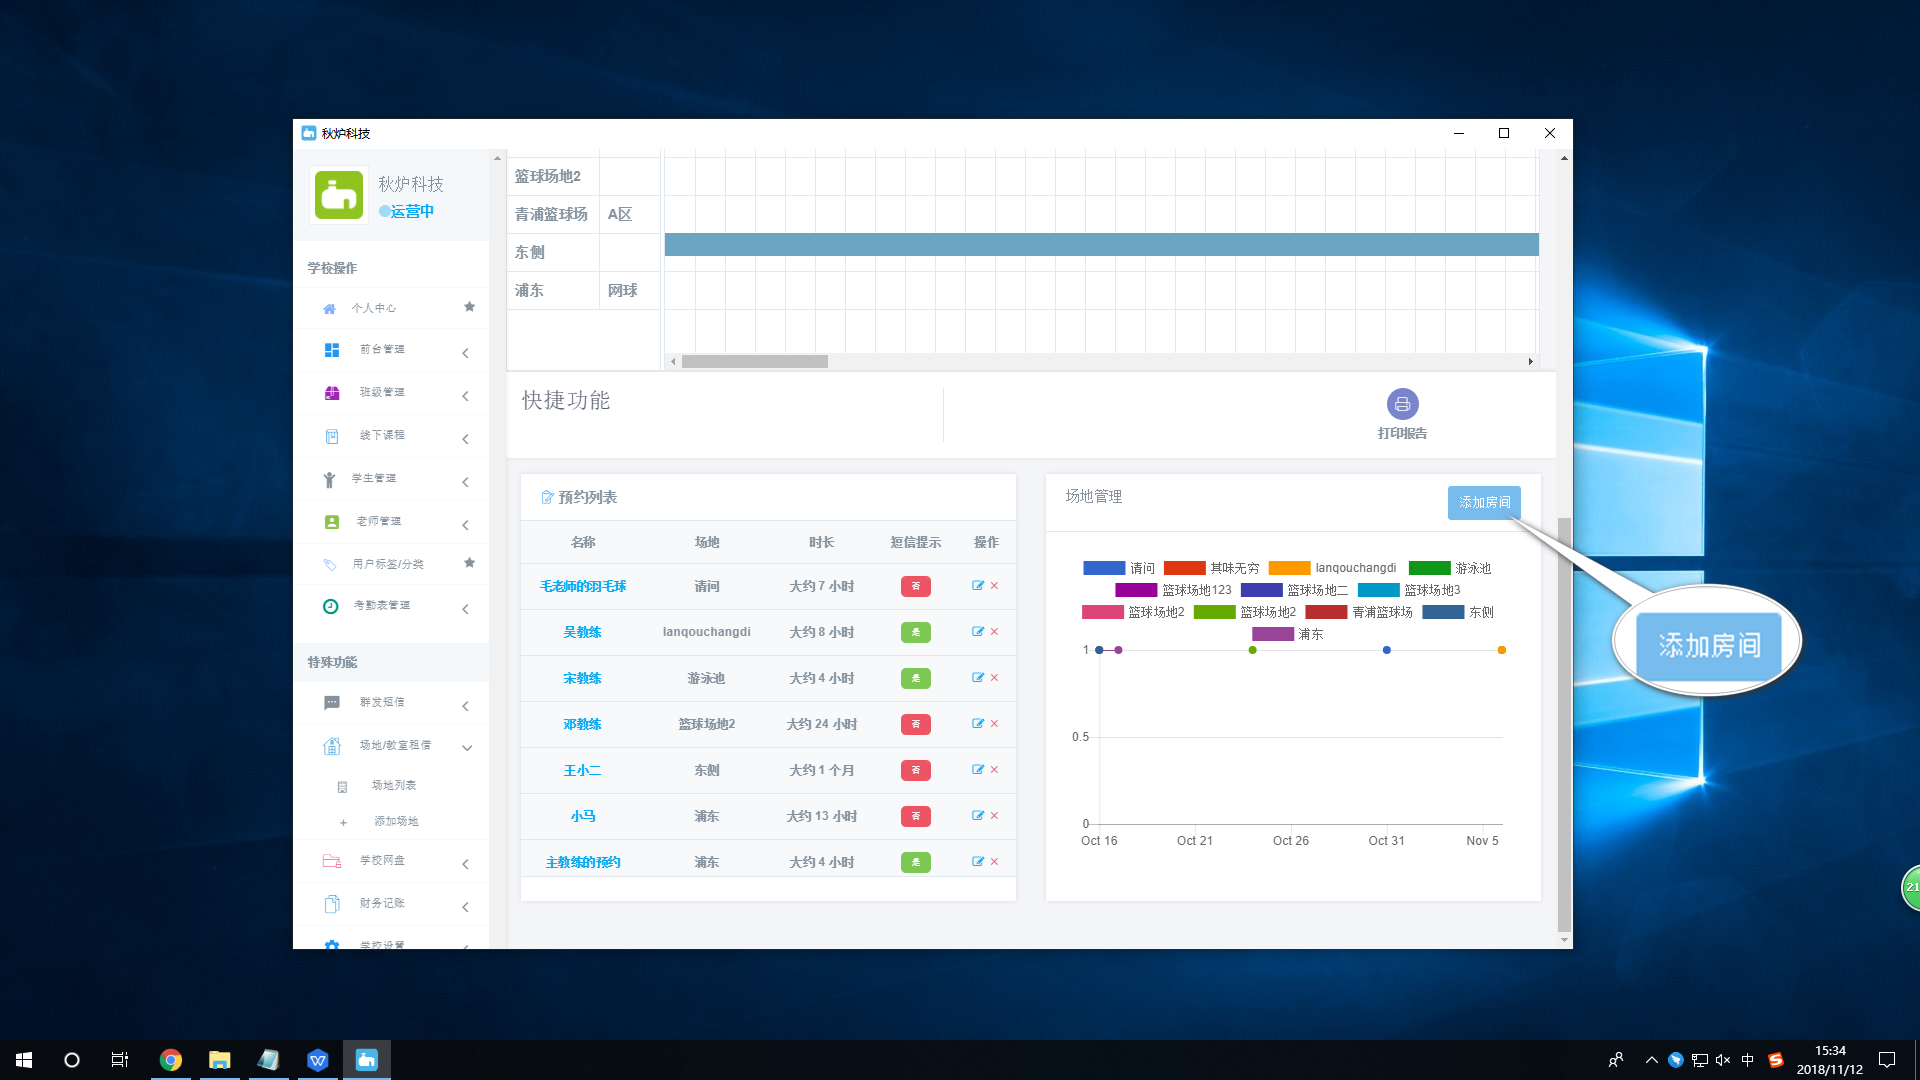 秋炉科技
秋炉科技
运营中
学校操作
个人中心
前台管理
班级管理
线下课程
学生管理
老师管理
用户标签/分类
考勤表管理
特殊功能
群发短信
场地/教室租借
场地列表
添加场地
学校网盘
财务记账
学校设置
篮球场地2
青浦篮球场 A区
东侧
浦东 网球
快捷功能
打印报告
预约列表
名称 场地 时长 短信提示 操作
毛老师的羽毛球 请问 大约 7 小时 否
吴教练 lanqouchangdi 大约 8 小时 是
宋教练 游泳池 大约 4 小时 是
邓教练 篮球场地2 大约 24 小时 否
王小二 东侧 大约 1 个月 否
小马 浦东 大约 13 小时 否
主教练的预约 浦东 大约 4 小时 是
场地管理
添加房间
请问 其味无穷 lanqouchangdi 游泳池
篮球场地123 篮球场地二 篮球场地3
篮球场地2 篮球场地2 青浦篮球场 东侧
浦东
1
0.5
0
Oct 16 Oct 21 Oct 26 Oct 31 Nov 5
添加房间
21
中
15:34
2018/11/12